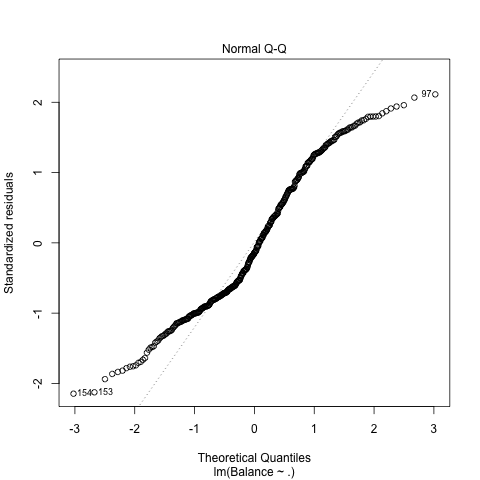 Normal Q-Q
Standardized residuals
2
1
0
-1
-2
97
154
153
-3 -2 -1 0 1 2 3
Theoretical Quantiles
lm(Balance ~ .)